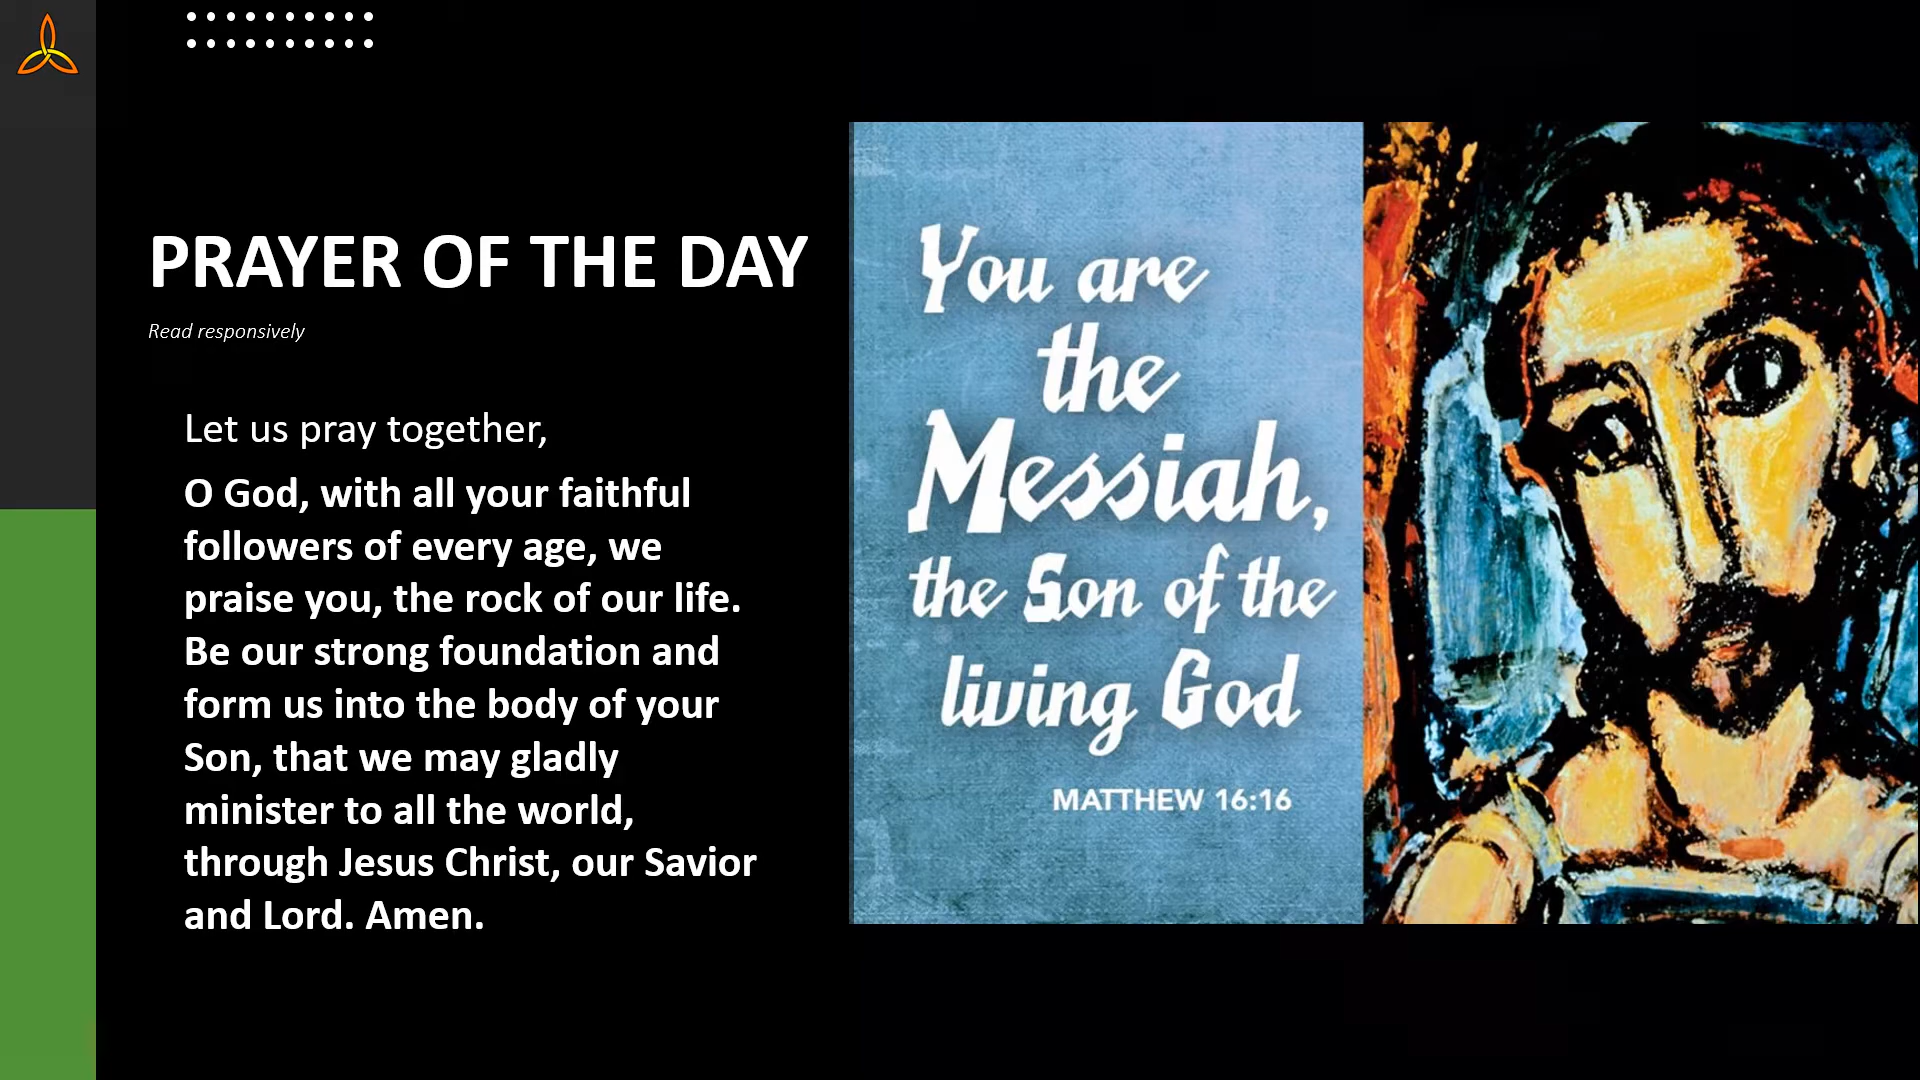 PRAYER OF THE DAY
Read responsively
Let us pray together,
O God, with all your faithful
followers of every age, we
praise you, the rock of our life.
Be our strong foundation and
form us into the body of your
Son, that we may gladly
minister to all the world,
through Jesus Christ, our Savior
and Lord. Amen.
You are
the
Messiah,
the Son of the
living God
MATTHEW 16:16